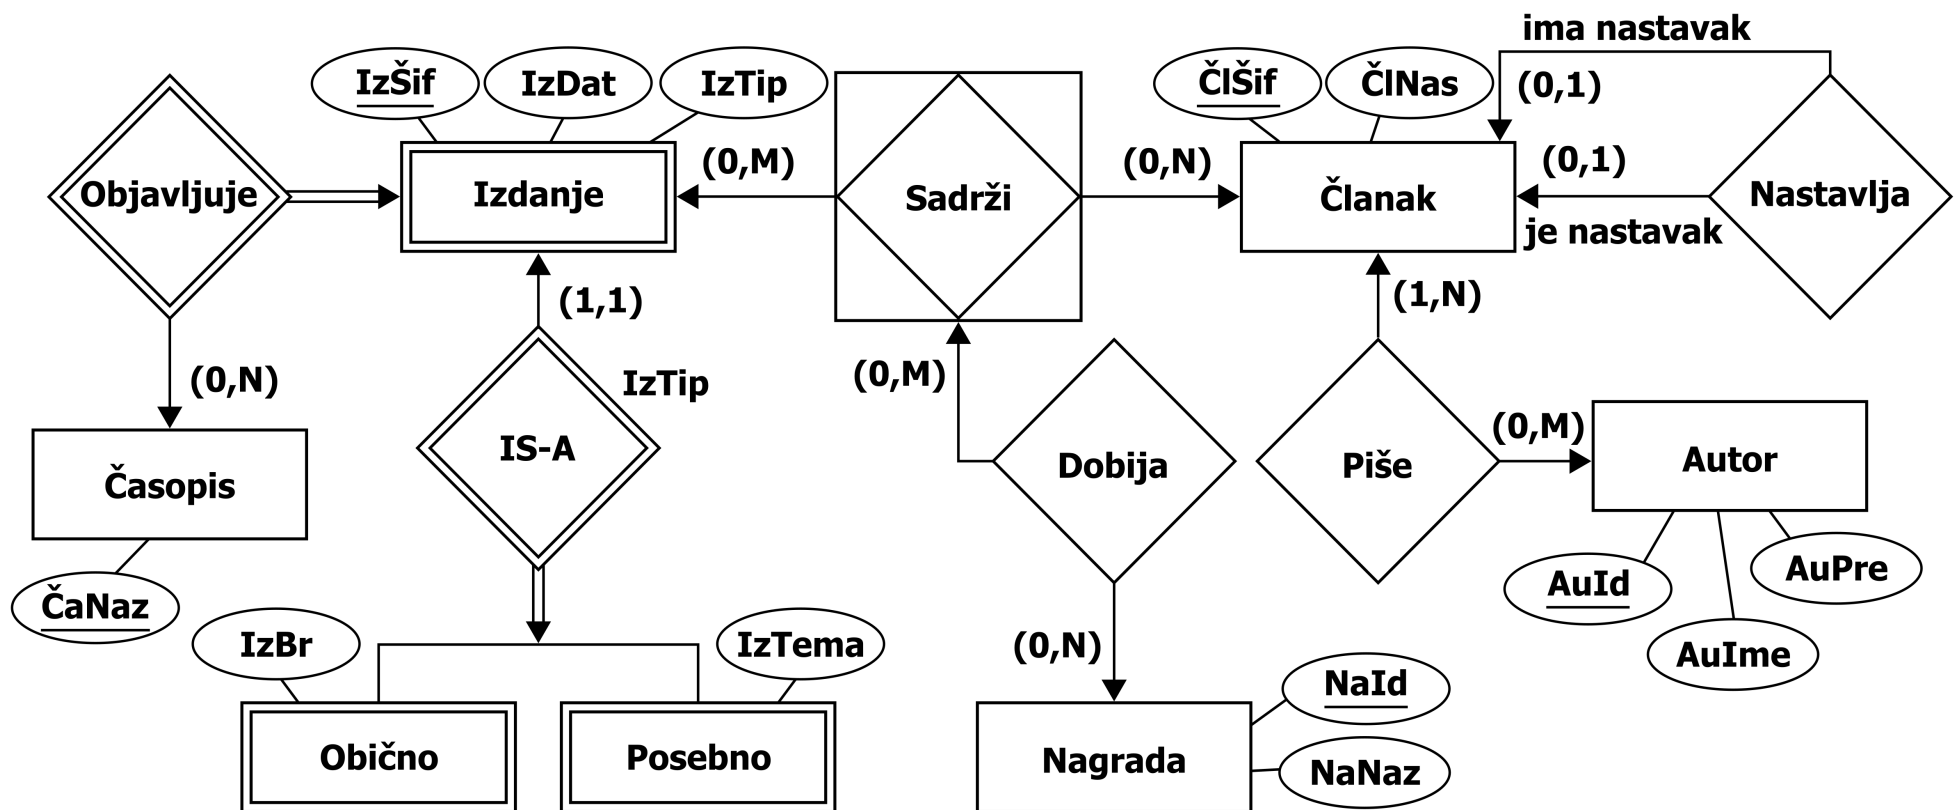 ima nastavak
IzŠif
IzDat
IzTip
ČlŠif
ČlNas
(0,1)
Objavljuje
Izdanje
(0,M)
Sadrži
(0,N)
Članak
(0,1)
Nastavlja
je nastavak
(1,1)
(1,N)
(0,N)
IzTip
(0,M)
Časopis
IS-A
Dobija
Piše
(0,M)
Autor
ČaNaz
AuId
AuPre
AuIme
IzBr
IzTema
(0,N)
NaId
Obično
Posebno
Nagrada
NaNaz